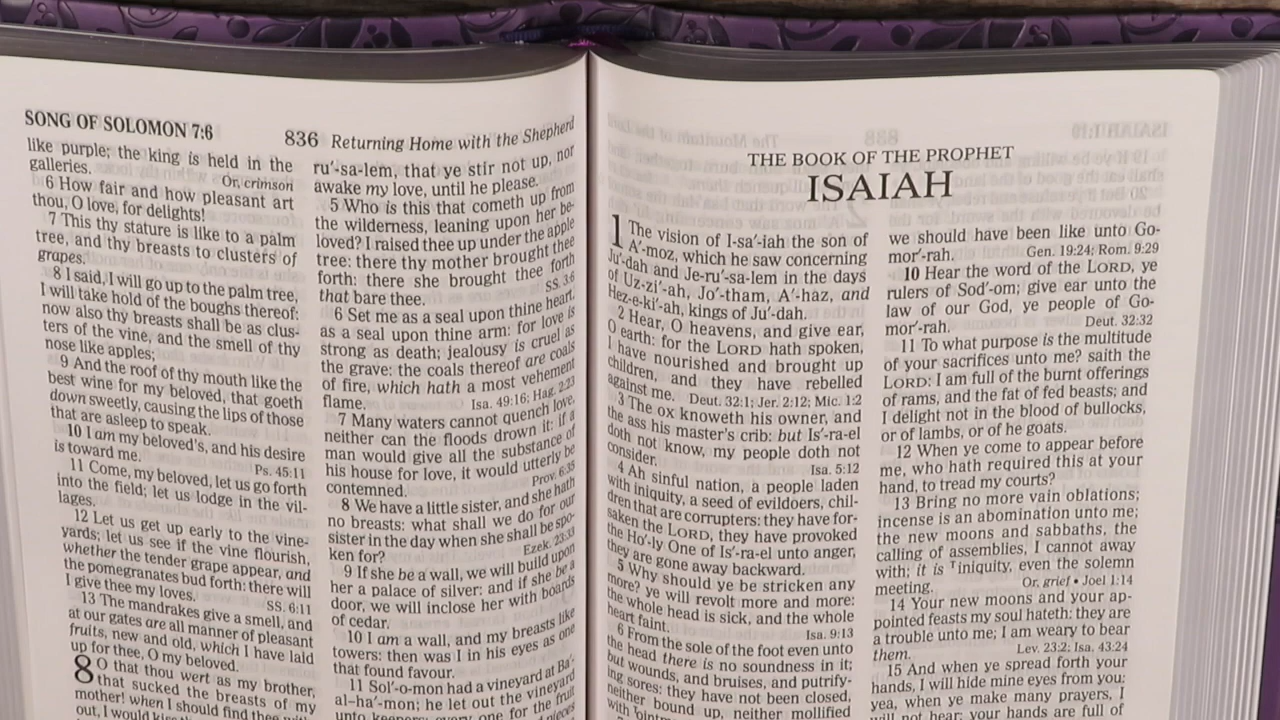 SONG OF SOLOMON 7:6
836 Returning Home with the Shepherd
like purple; the king is held in the
galleries. Or, crimson
6 How fair and how pleasant art
thou, O love, for delights!
7 This thy stature is like to a palm
tree, and thy breasts to clusters of
grapes.
8 I said, I will go up to the palm tree,
I will take hold of the boughs thereof:
now also thy breasts shall be as clus-
ters of the vine, and the smell of thy
nose like apples;
9 And the roof of thy mouth like the
best wine for my beloved, that goeth
down sweetly, causing the lips of those
that are asleep to speak.
10 I am my beloved's, and his desire
is toward me. Ps. 45:11
11 Come, my beloved, let us go forth
into the field; let us lodge in the vil-
lages.
12 Let us get up early to the vine-
yards; let us see if the vine flourish,
whether the tender grape appear, and
the pomegranates bud forth: there will
I give thee my loves. SS. 6:11
13 The mandrakes give a smell, and
at our gates are all manner of pleasant
fruits, new and old, which I have laid
up for thee, O my beloved.
8 O that thou wert as my brother,
that sucked the breasts of my
mother! when I should find thee
out, I would
ru'-sa-lem, that ye stir not up, nor
awake my love, until he please.
5 Who is this that cometh up from
the wilderness, leaning upon her be-
loved? I raised thee up under the apple
tree: there thy mother brought thee
forth: there she brought thee forth
that bare thee. SS. 3:6
6 Set me as a seal upon thine heart,
as a seal upon thine arm: for love is
strong as death; jealousy is cruel as
the grave: the coals thereof are coals
of fire, which hath a most vehement
flame. Isa. 49:16; Hag. 2:23
7 Many waters cannot quench love,
neither can the floods drown it: if a
man would give all the substance of
his house for love, it would utterly be
contemned. Prov. 6:35
8 We have a little sister, and she hath
no breasts: what shall we do for our
sister in the day when she shall be spo-
ken for? Ezek. 23:33
9 If she be a wall, we will build upon
her a palace of silver: and if she be a
door, we will inclose her with boards
of cedar.
10 I am a wall, and my breasts like
towers: then was I in his eyes as one
that found favour.
11 Sol'-o-mon had a vineyard at Ba'-
al-ha'-mon; he let out the vineyard
unto keepers; every one for the fruit
pieces
THE BOOK OF THE PROPHET
ISAIAH
1 The vision of I-sa'-iah the son of
A'-moz, which he saw concerning
Ju'-dah and Je-ru'-sa-lem in the days
of Uz-zi'-ah, Jo'-tham, A'-haz, and
Hez-e-ki'-ah, kings of Ju'-dah.
2 Hear, O heavens, and give ear,
O earth: for the LORD hath spoken,
I have nourished and brought up
children, and they have rebelled
against me. Deut. 32:1; Jer. 2:12; Mic. 1:2
3 The ox knoweth his owner, and
the ass his master's crib: but Is'-ra-el
doth not know, my people doth not
consider. Isa. 5:12
4 Ah sinful nation, a people laden
with iniquity, a seed of evildoers, chil-
dren that are corrupters: they have for-
saken the LORD, they have provoked
the Ho'-ly One of Is'-ra-el unto anger,
they are gone away backward.
5 Why should ye be stricken any
more? ye will revolt more and more:
the whole head is sick, and the whole
heart faint. Isa. 9:13
6 From the sole of the foot even unto
the head there is no soundness in it;
but wounds, and bruises, and putrify-
ing sores: they have not been closed,
neither bound up, neither mollified
with
we should have been like unto Go-
mor'-rah. Gen. 19:24; Rom. 9:29
10 Hear the word of the LORD, ye
rulers of Sod'-om; give ear unto the
law of our God, ye people of Go-
mor'-rah. Deut. 32:32
11 To what purpose is the multitude
of your sacrifices unto me? saith the
LORD: I am full of the burnt offerings
of rams, and the fat of fed beasts; and
I delight not in the blood of bullocks,
or of lambs, or of he goats.
12 When ye come to appear before
me, who hath required this at your
hand, to tread my courts?
13 Bring no more vain oblations;
incense is an abomination unto me;
the new moons and sabbaths, the
calling of assemblies, I cannot away
with; it is †iniquity, even the solemn
meeting. Or, grief • Joel 1:14
14 Your new moons and your ap-
pointed feasts my soul hateth: they are
a trouble unto me; I am weary to bear
them. Lev. 23:2; Isa. 43:24
15 And when ye spread forth your
hands, I will hide mine eyes from you:
yea, when ye make many prayers, I
will not hear: your hands are full of